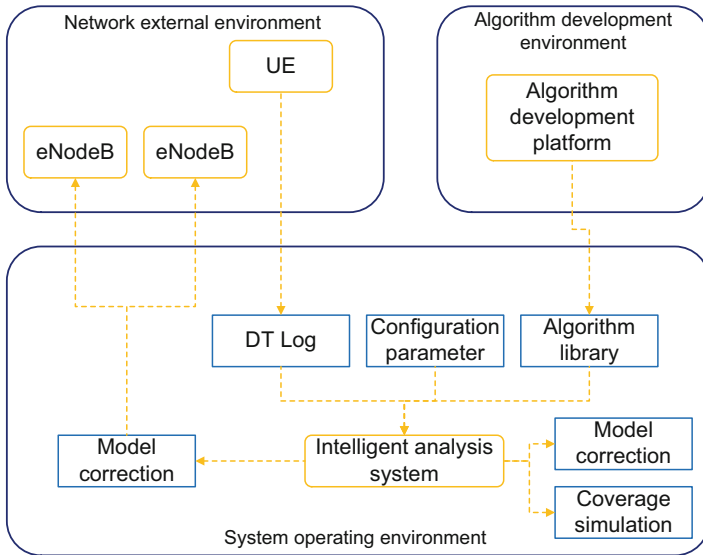 Network external environment
UE
eNodeB
eNodeB
Algorithm development
environment
Algorithm
development
platform
DT Log
Configuration
parameter
Algorithm
library
Model
correction
Intelligent analysis
system
Model
correction
Coverage
simulation
System operating environment